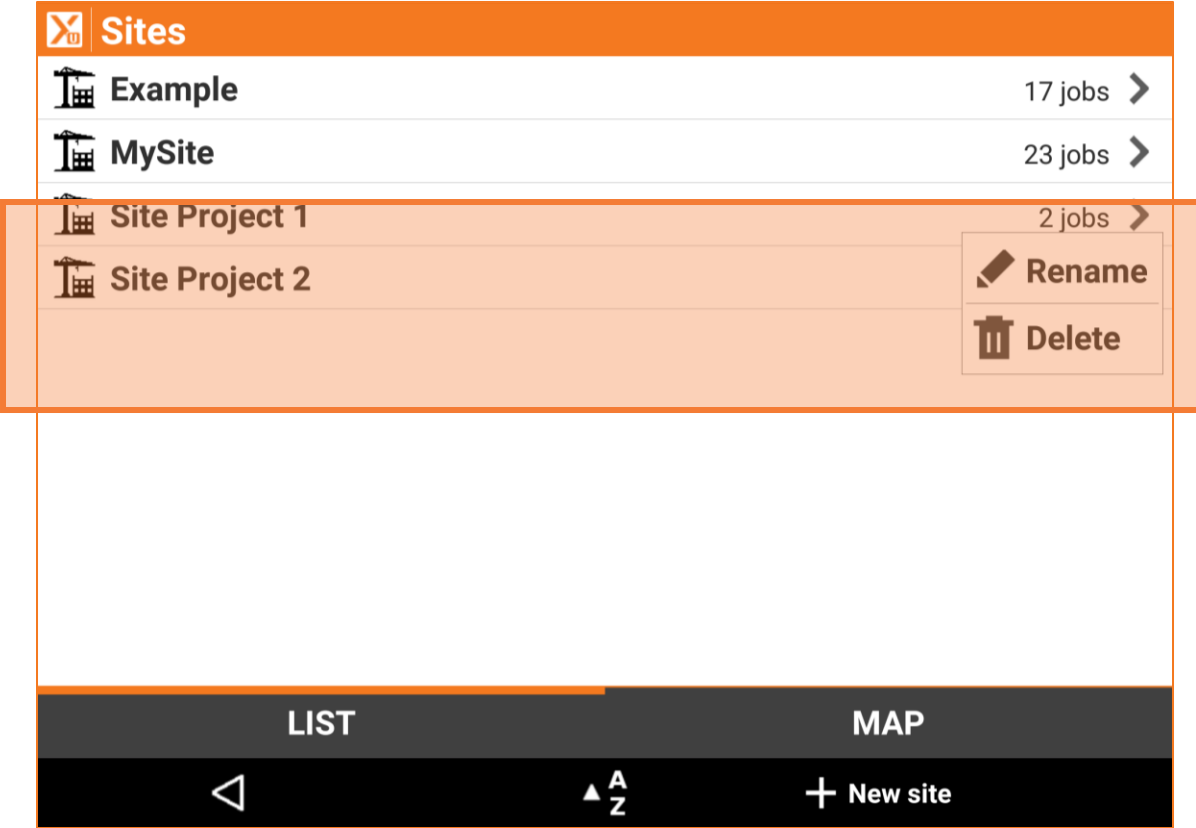 Sites
Example 17 jobs
MySite 23 jobs
Site Project 1 2 jobs
Site Project 2
Rename
Delete
LIST MAP
A
Z
New site